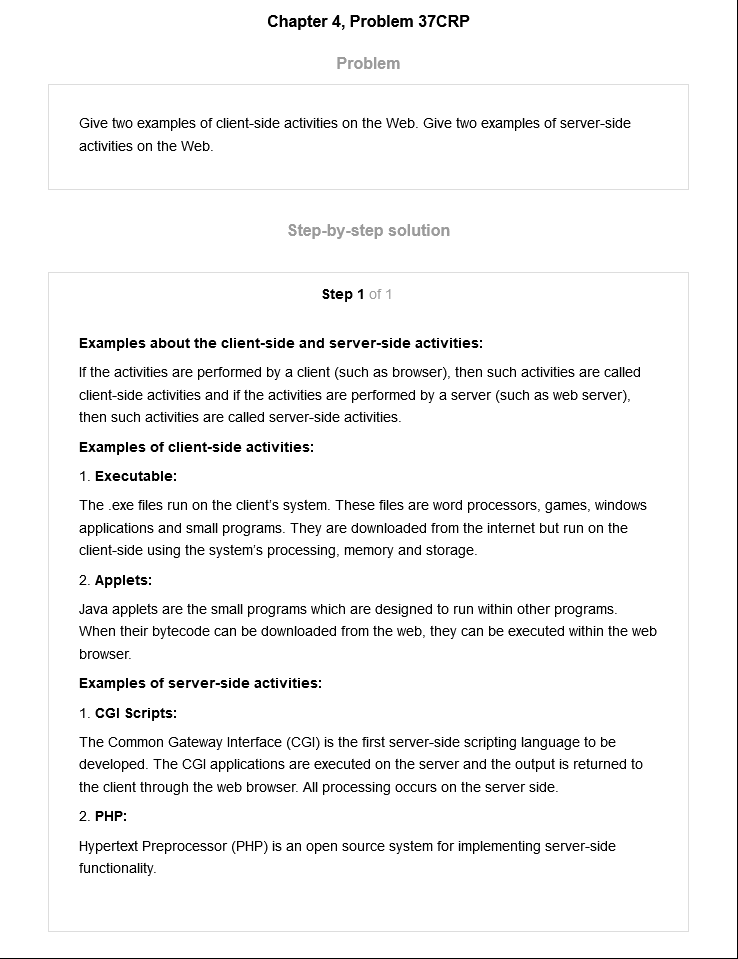 Chapter 4, Problem 37CRP
Problem
Give two examples of client-side activities on the Web. Give two examples of server-side
activities on the Web.
Step-by-step solution
Step 1 of 1
Examples about the client-side and server-side activities:
If the activities are performed by a client (such as browser), then such activities are called
client-side activities and if the activities are performed by a server (such as web server),
then such activities are called server-side activities.
Examples of client-side activities:
1. Executable:
The .exe files run on the client's system. These files are word processors, games, windows
applications and small programs. They are downloaded from the internet but run on the
client-side using the system's processing, memory and storage.
2. Applets:
Java applets are the small programs which are designed to run within other programs.
When their bytecode can be downloaded from the web, they can be executed within the web
browser.
Examples of server-side activities:
1. CGI Scripts:
The Common Gateway Interface (CGI) is the first server-side scripting language to be
developed. The CGI applications are executed on the server and the output is returned to
the client through the web browser. All processing occurs on the server side.
2. PHP:
Hypertext Preprocessor (PHP) is an open source system for implementing server-side
functionality.